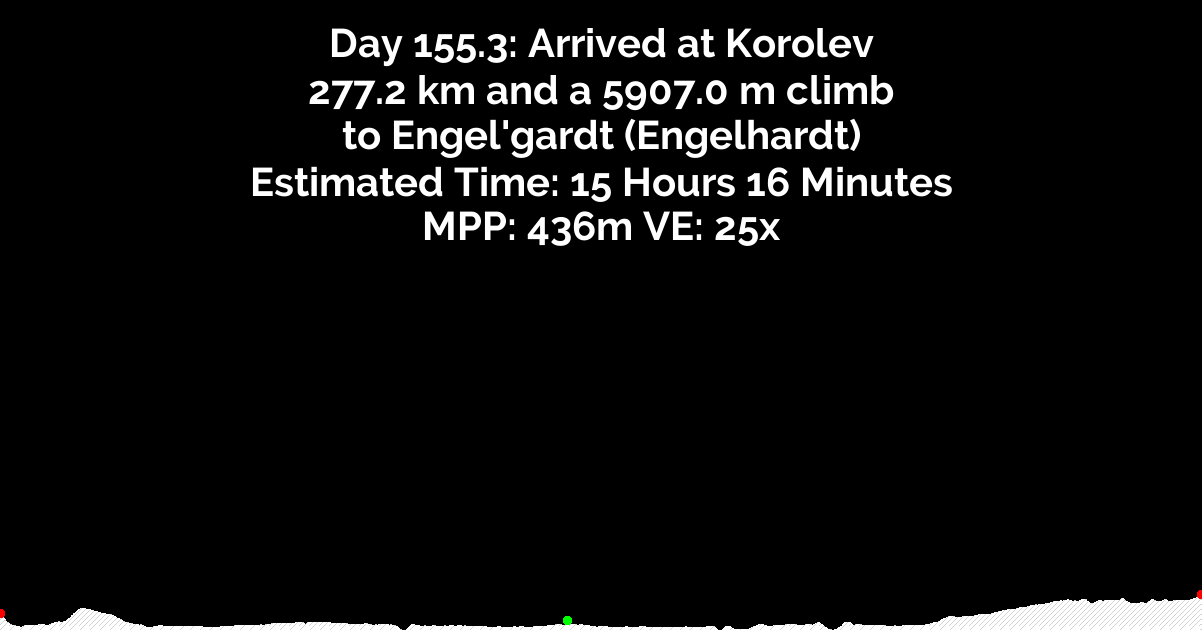 Day 155.3: Arrived at Korolev
277.2 km and a 5907.0 m climb
to Engel'gardt (Engelhardt)
Estimated Time: 15 Hours 16 Minutes
MPP: 436m VE: 25x